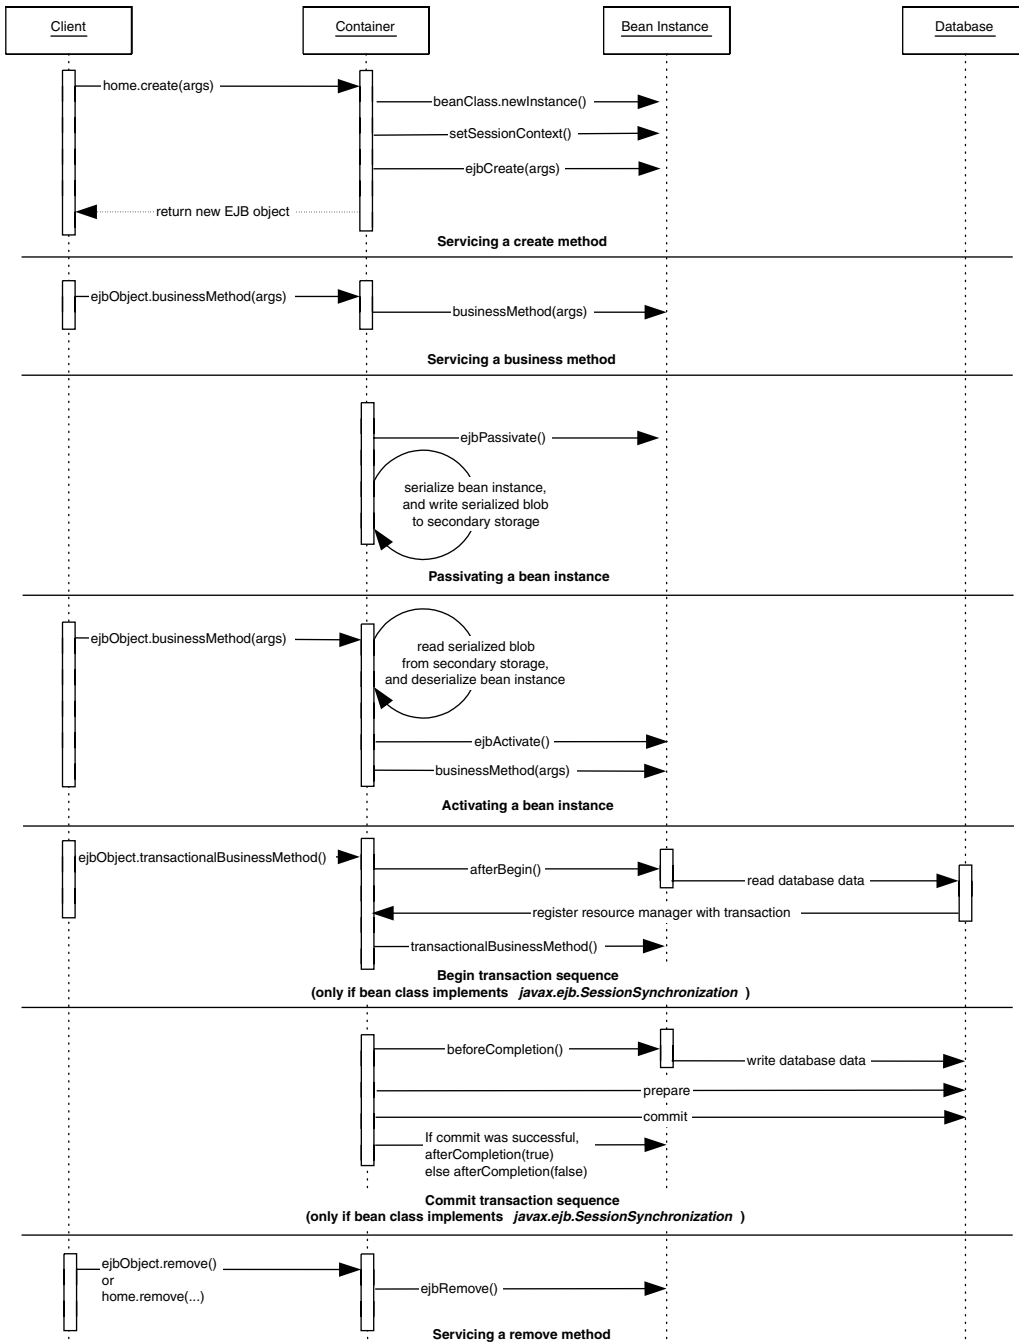 Client
Container
Bean Instance
Database
home.create(args)
beanClass.newInstance()
setSessionContext()
ejbCreate(args)
return new EJB object
Servicing a create method
ejbObject.businessMethod(args)
businessMethod(args)
Servicing a business method
ejbPassivate()
serialize bean instance,
and write serialized blob
to secondary storage
Passivating a bean instance
ejbObject.businessMethod(args)
read serialized blob
from secondary storage,
and deserialize bean instance
ejbActivate()
businessMethod(args)
Activating a bean instance
ejbObject.transactionalBusinessMethod()
afterBegin()
read database data
register resource manager with transaction
transactionalBusinessMethod()
Begin transaction sequence
(only if bean class implements javax.ejb.SessionSynchronization )
beforeCompletion()
write database data
prepare
commit
If commit was successful,
afterCompletion(true)
else afterCompletion(false)
Commit transaction sequence
(only if bean class implements javax.ejb.SessionSynchronization )
ejbObject.remove()
or
home.remove(...)
ejbRemove()
Servicing a remove method